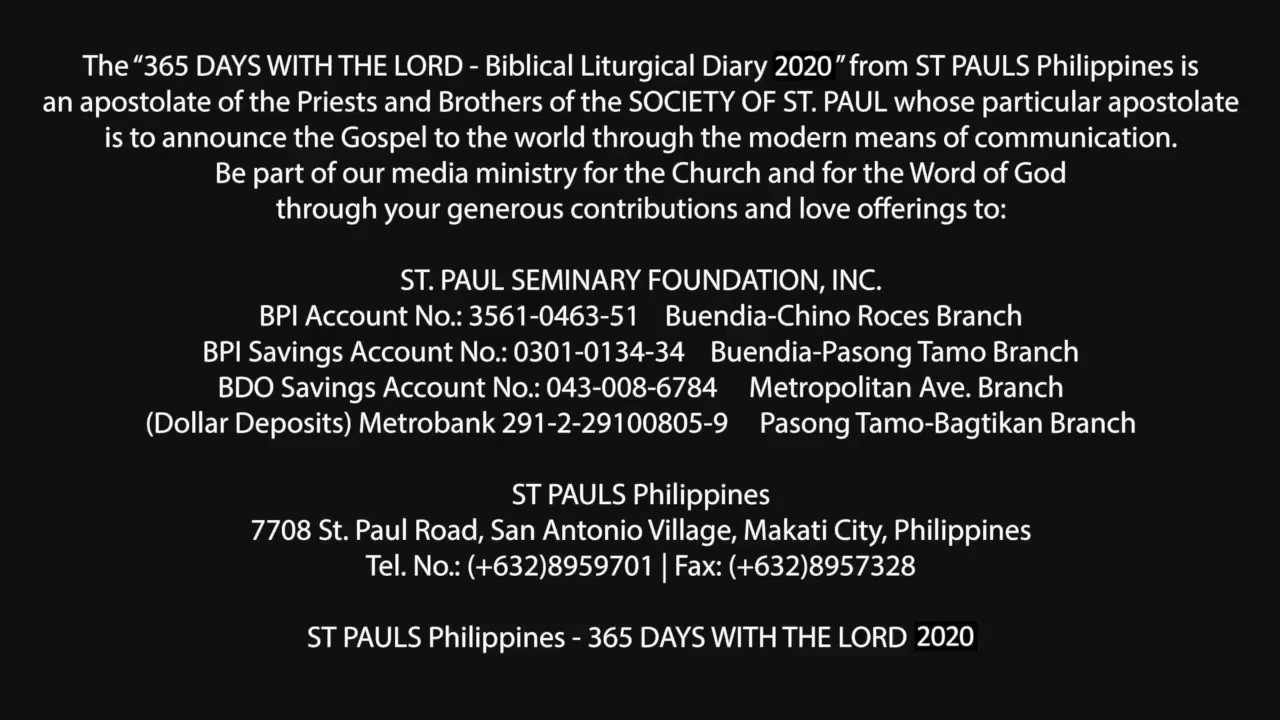 The “365 DAYS WITH THE LORD - Biblical Liturgical Diary 2020” from ST PAULS Philippines is
an apostolate of the Priests and Brothers of the SOCIETY OF ST. PAUL whose particular apostolate
is to announce the Gospel to the world through the modern means of communication.
Be part of our media ministry for the Church and for the Word of God
through your generous contributions and love offerings to:
ST. PAUL SEMINARY FOUNDATION, INC.
BPI Account No.: 3561-0463-51 Buendia-Chino Roces Branch
BPI Savings Account No.: 0301-0134-34 Buendia-Pasong Tamo Branch
BDO Savings Account No.: 043-008-6784 Metropolitan Ave. Branch
(Dollar Deposits) Metrobank 291-2-29100805-9 Pasong Tamo-Bagtikan Branch
ST PAULS Philippines
7708 St. Paul Road, San Antonio Village, Makati City, Philippines
Tel. No.: (+632)8959701 | Fax: (+632)8957328
ST PAULS Philippines - 365 DAYS WITH THE LORD 2020